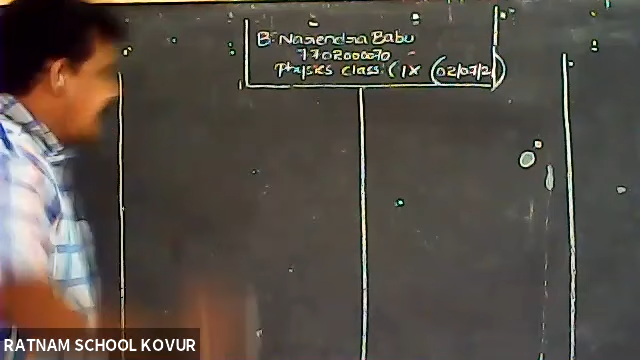 B. Narendra Babu
7702000070
Physics class: (IX (02/07/21)
RATNAM SCHOOL KOVUR